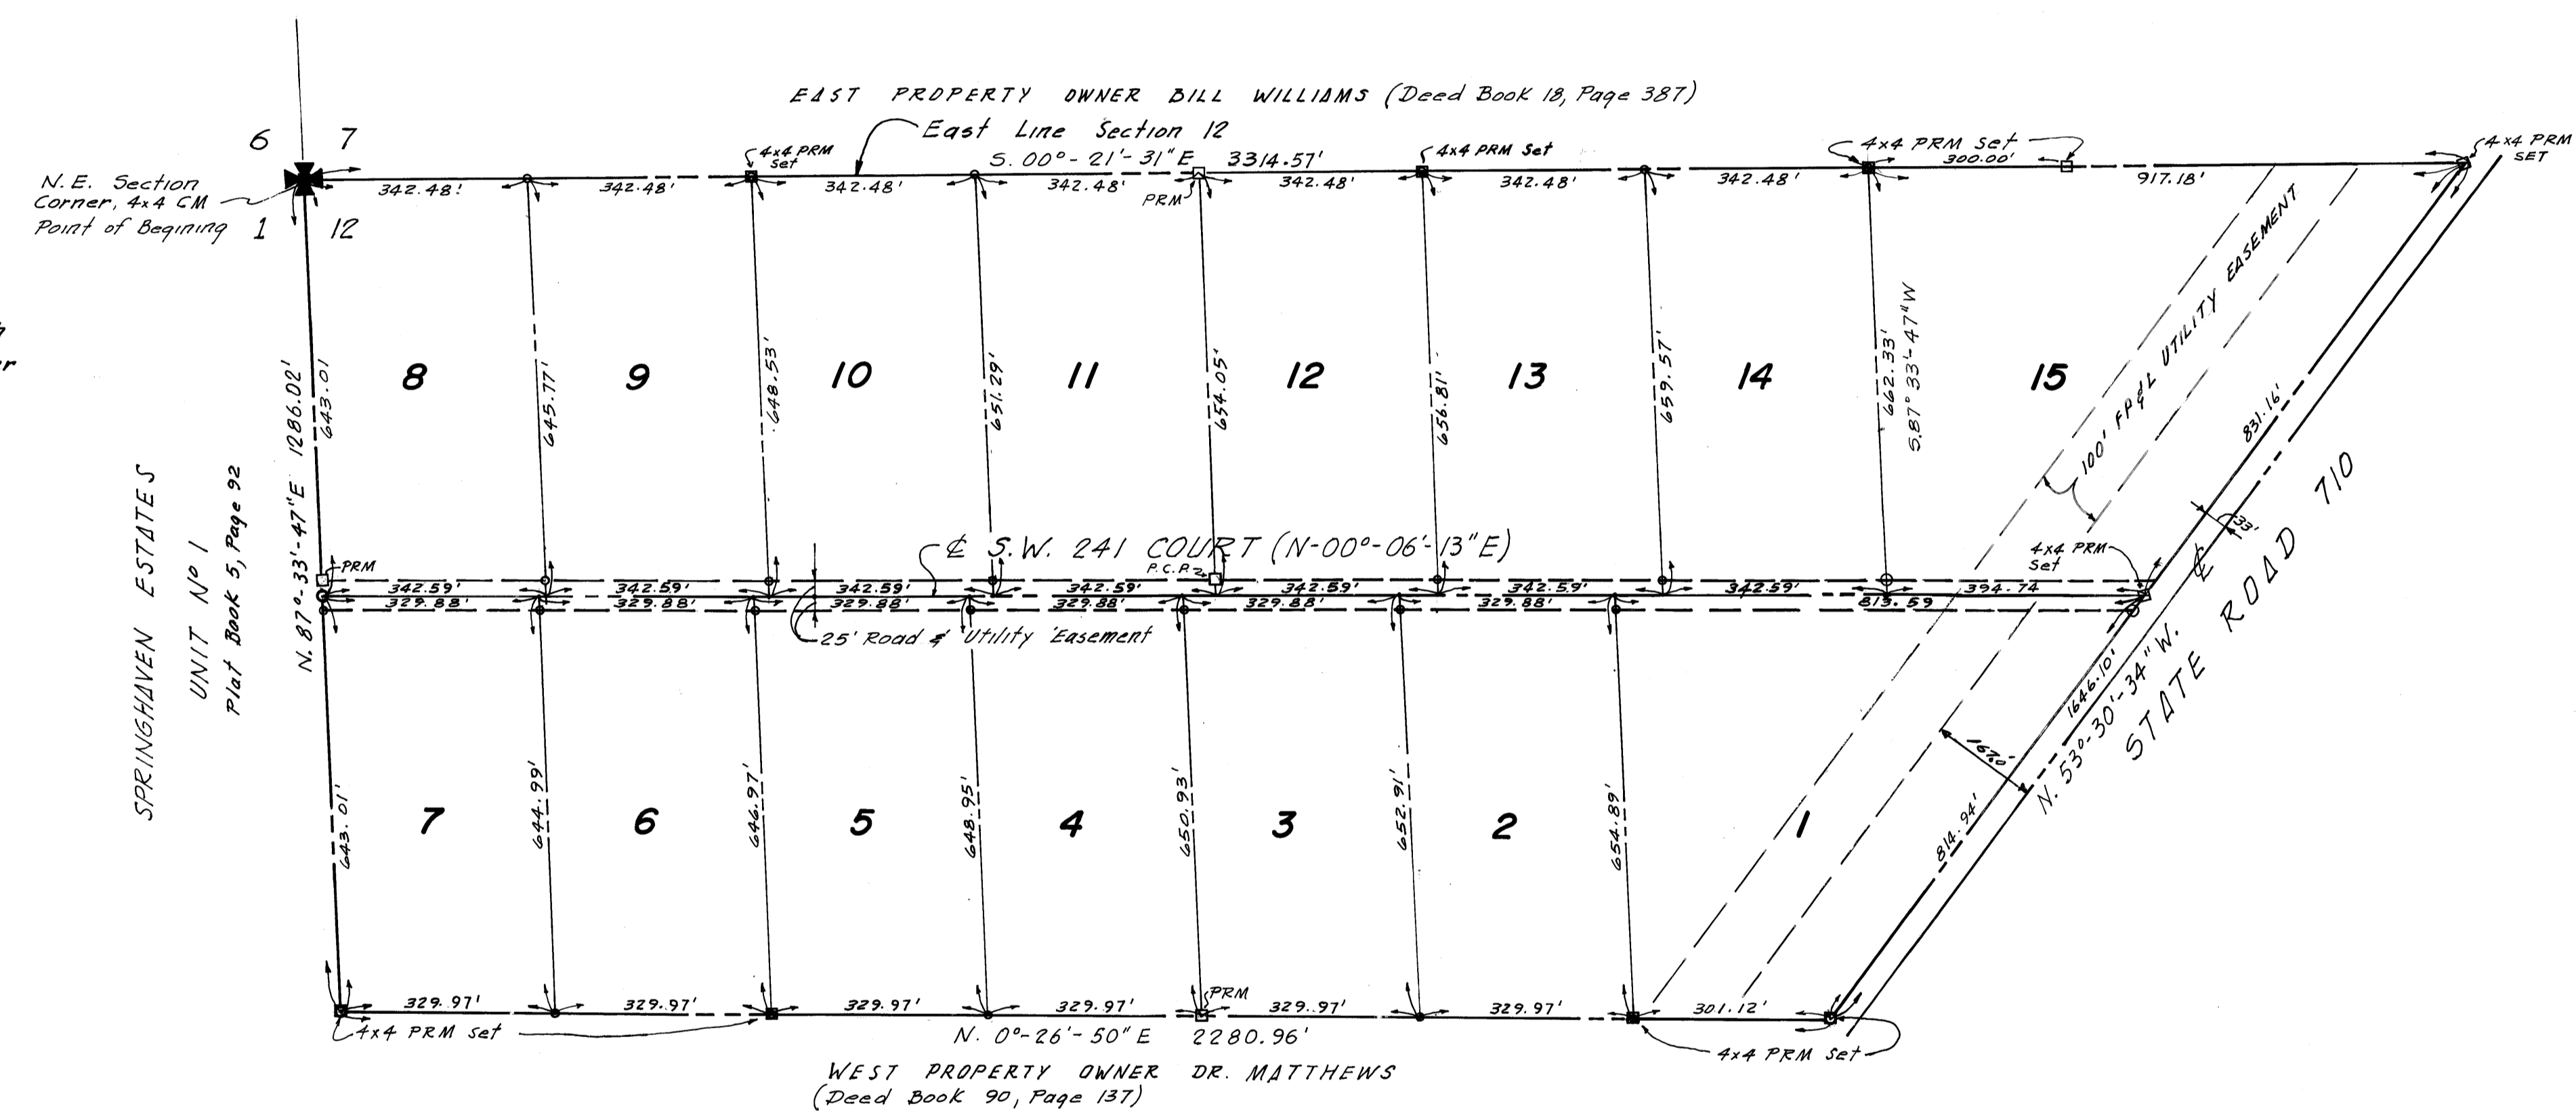 EAST PROPERTY OWNER BILL WILLIAMS (Deed Book 18, Page 387)
East Line Section 12
S. 00°-21'-31" E 3314.57'
6 7
1 12
N.E. Section
Corner, 4x4 CM
Point of Begining
4x4 PRM
Set
PRM
4x4 PRM Set
4x4 PRM Set
4x4 PRM
SET
342.48'
342.48'
342.48'
342.48'
342.48'
342.48'
342.48'
300.00'
917.18'
er
SPRINGHAVEN ESTATES
UNIT Nº 1
Plat Book 5, Page 92
N. 87°-33'-47" E 1286.02'
643.01
8
645.77'
9
648.53'
10
651.29'
11
654.05'
12
656.81'
13
659.57'
14
662.33'
S.87° 33'-47"W
15
100' FP&L UTILITY EASEMENT
831.16'
33'
℄
STATE ROAD 710
℄ S.W. 241 COURT (N-00°-06'-13"E)
PRM
P.C.P.
4x4 PRM
Set
342.59'
342.59'
342.59'
342.59'
342.59'
342.59'
342.59'
394.74
329.88'
329.88'
329.88'
329.88'
329.88'
329.88'
813.59
25' Road & Utility Easement
1646.10'
N. 53°-30'-34" W.
167.0'
814.94'
643.01'
7
644.99'
6
646.97'
5
648.95'
4
650.93'
3
652.91'
2
654.89'
1
329.97'
329.97'
329.97'
329.97'
329.97'
329.97'
301.12'
PRM
4x4 PRM Set
4x4 PRM Set
N. 0°-26'-50" E 2280.96'
WEST PROPERTY OWNER DR. MATTHEWS
(Deed Book 90, Page 137)